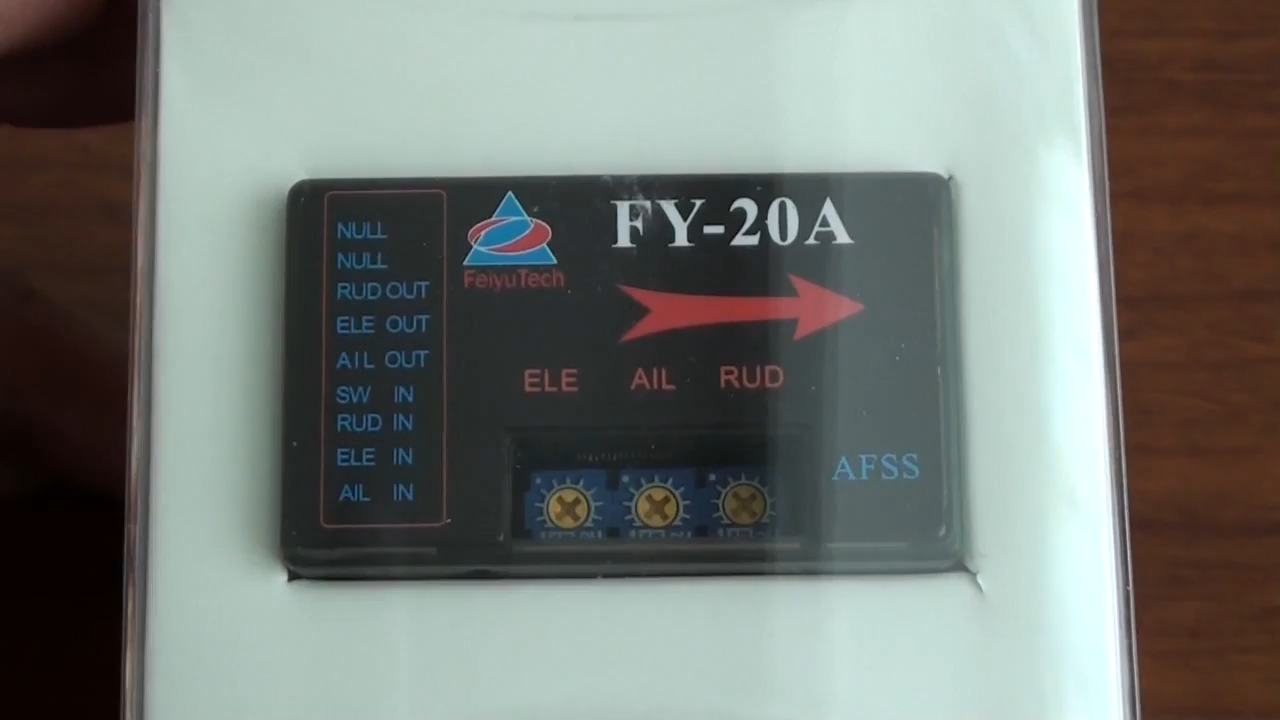 NULL
NULL
RUD OUT
ELE OUT
AIL OUT
SW IN
RUD IN
ELE IN
AIL IN
FeiyuTech
FY-20A
ELE AIL RUD
AFSS